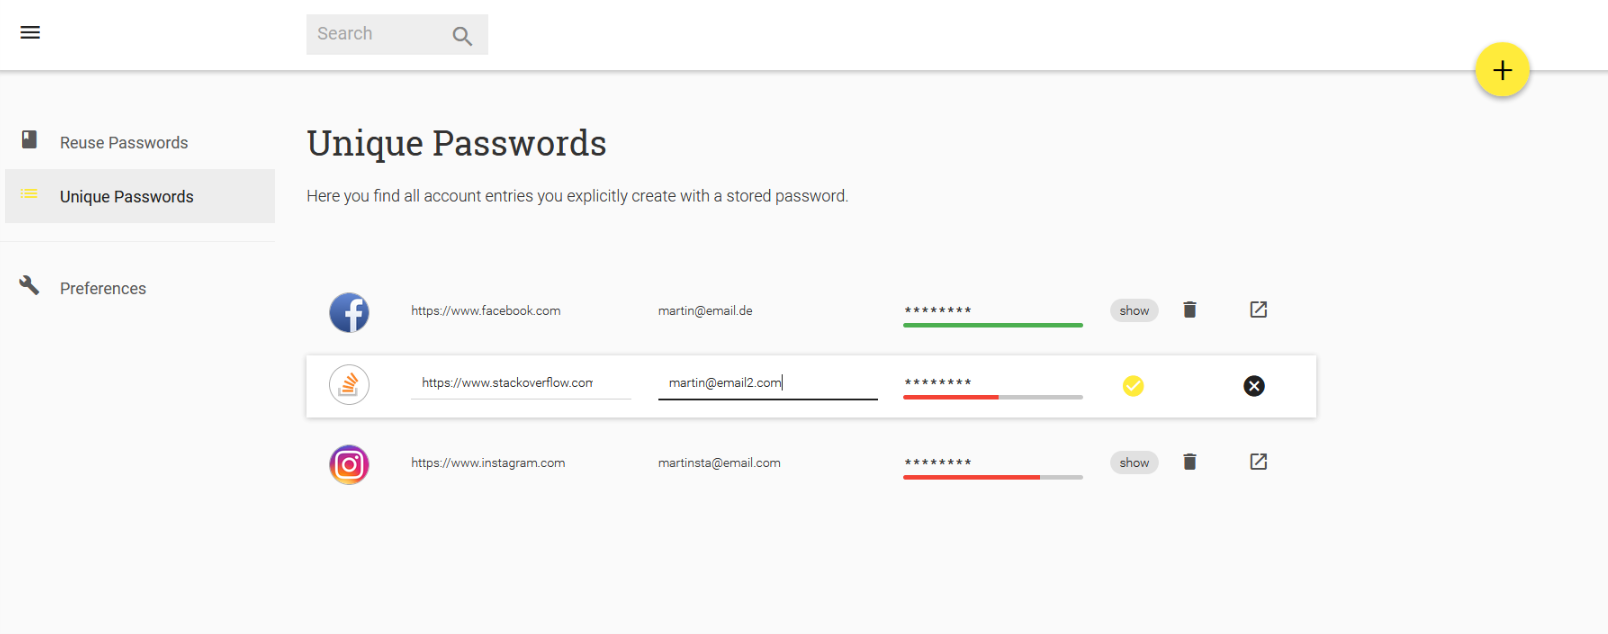 Search
Reuse Passwords
Unique Passwords
Preferences
Unique Passwords
Here you find all account entries you explicitly create with a stored password.
https://www.facebook.com martin@email.de ******** show
https://www.stackoverflow.com martin@email2.com ********
https://www.instagram.com martinsta@email.com ******** show